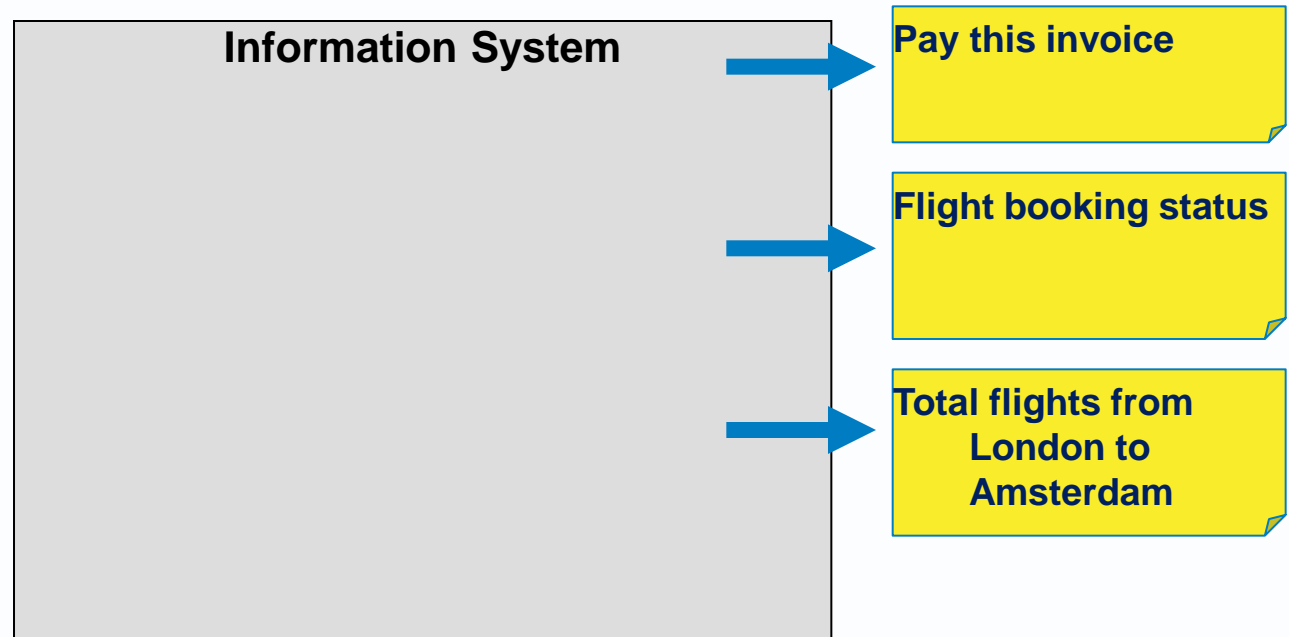 Information System
Pay this invoice
Flight booking status
Total flights from
London to
Amsterdam